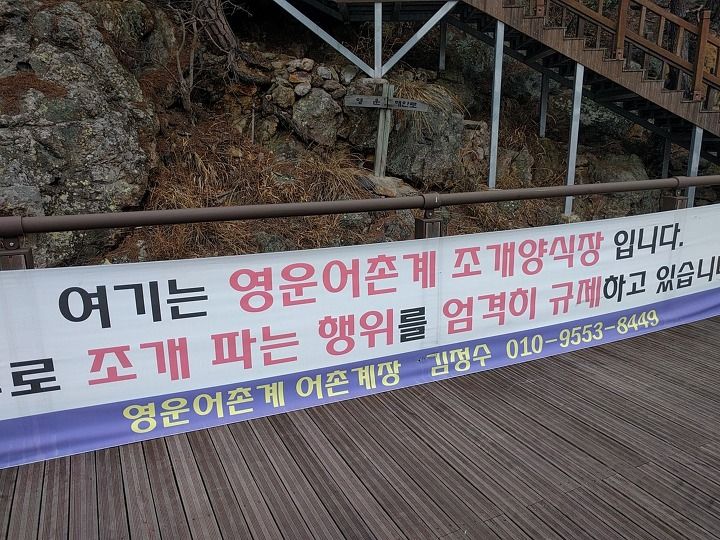 여기는 영운어촌계 조개양식장 입니다.
로 조개 파는 행위를 엄격히 규제하고 있습니
영운어촌계 어촌계장 김정수 010-9553-8449